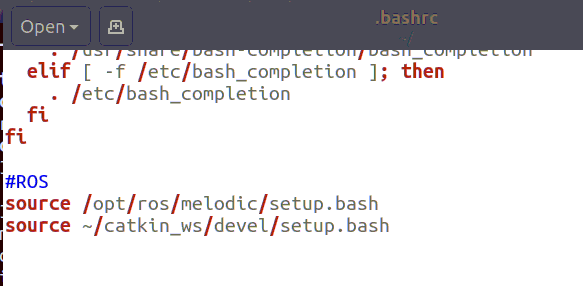 .bashrc
Open
. /usr/share/bash-completion/bash_completion
elif [ -f /etc/bash_completion ]; then
. /etc/bash_completion
fi
fi
#ROS
source /opt/ros/melodic/setup.bash
source ~/catkin_ws/devel/setup.bash